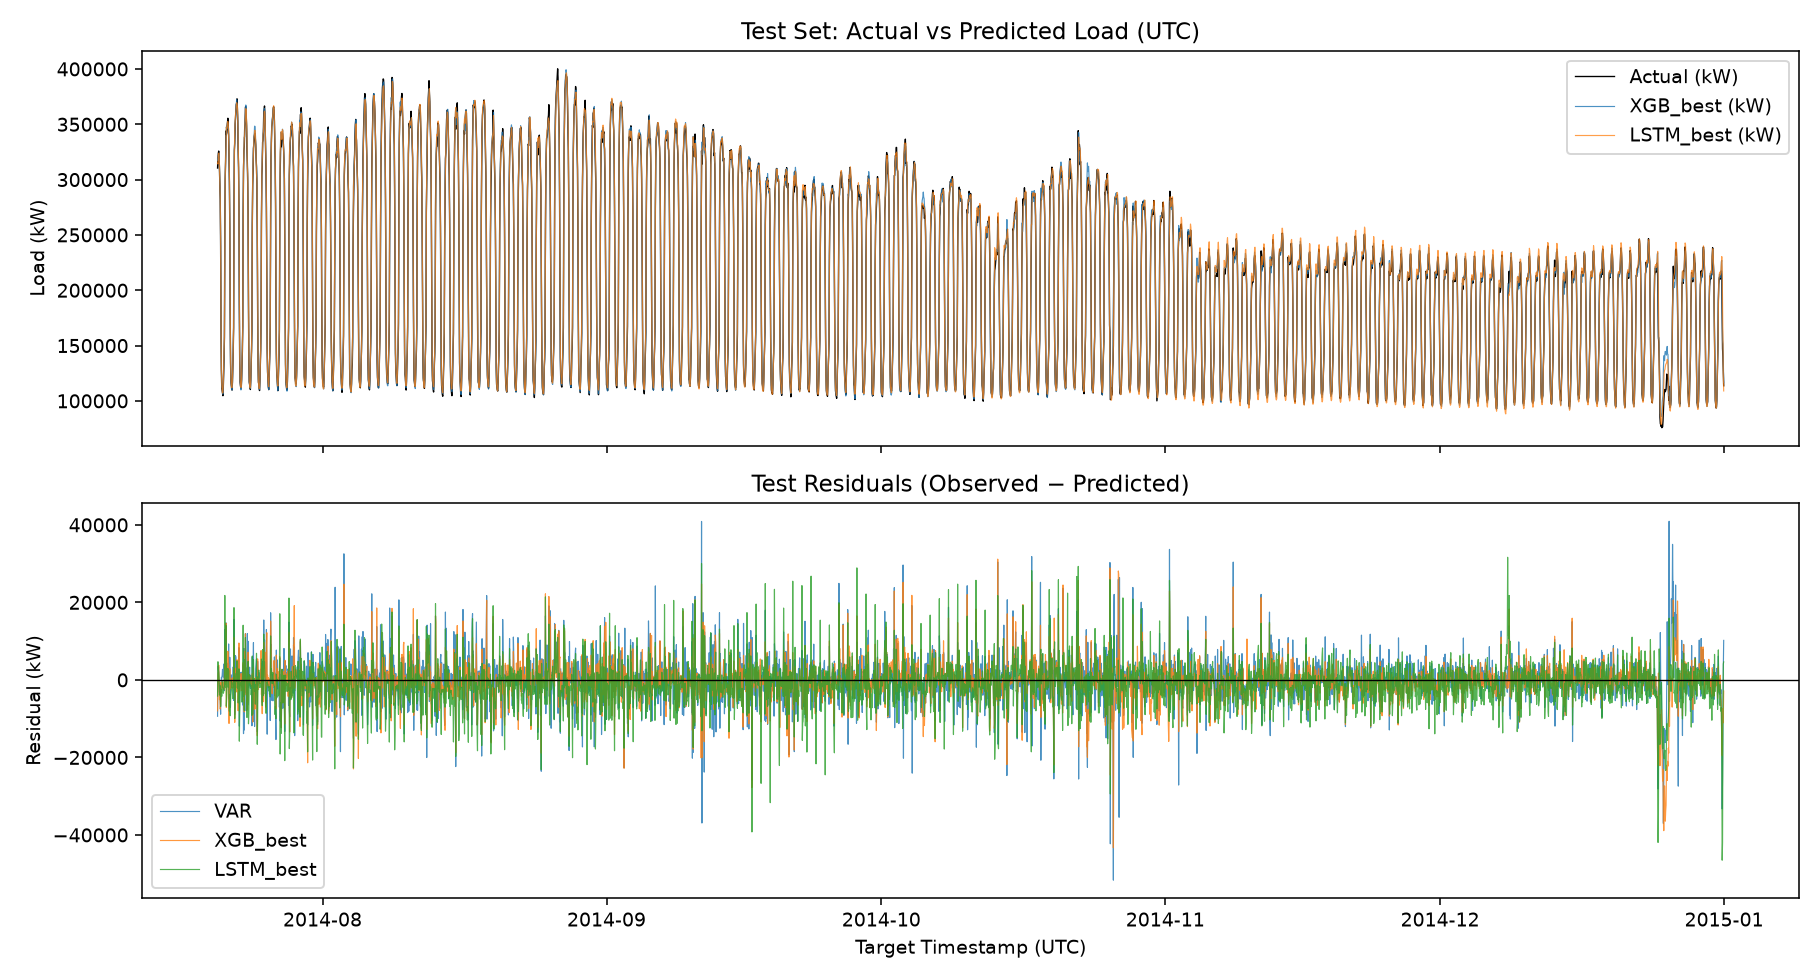 Test Set: Actual vs Predicted Load (UTC)
Load (kW)
400000
350000
300000
250000
200000
150000
100000
Actual (kW)
XGB_best (kW)
LSTM_best (kW)
Test Residuals (Observed − Predicted)
Residual (kW)
40000
20000
0
−20000
−40000
VAR
XGB_best
LSTM_best
2014-08
2014-09
2014-10
2014-11
2014-12
2015-01
Target Timestamp (UTC)